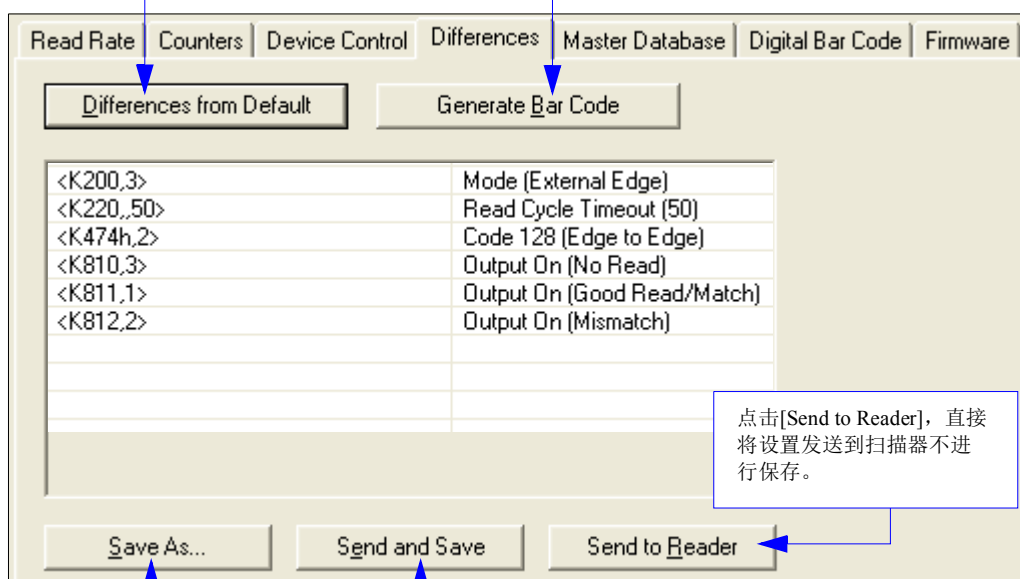 Read Rate Counters Device Control Differences Master Database Digital Bar Code Firmware
Differences from Default Generate Bar Code
<K200,3> Mode (External Edge)
<K220,,50> Read Cycle Timeout (50)
<K474h,2> Code 128 (Edge to Edge)
<K810,3> Output On (No Read)
<K811,1> Output On (Good Read/Match)
<K812,2> Output On (Mismatch)
点击[Send to Reader]，直接
将设置发送到扫描器不进
行保存。
Save As... Send and Save Send to Reader